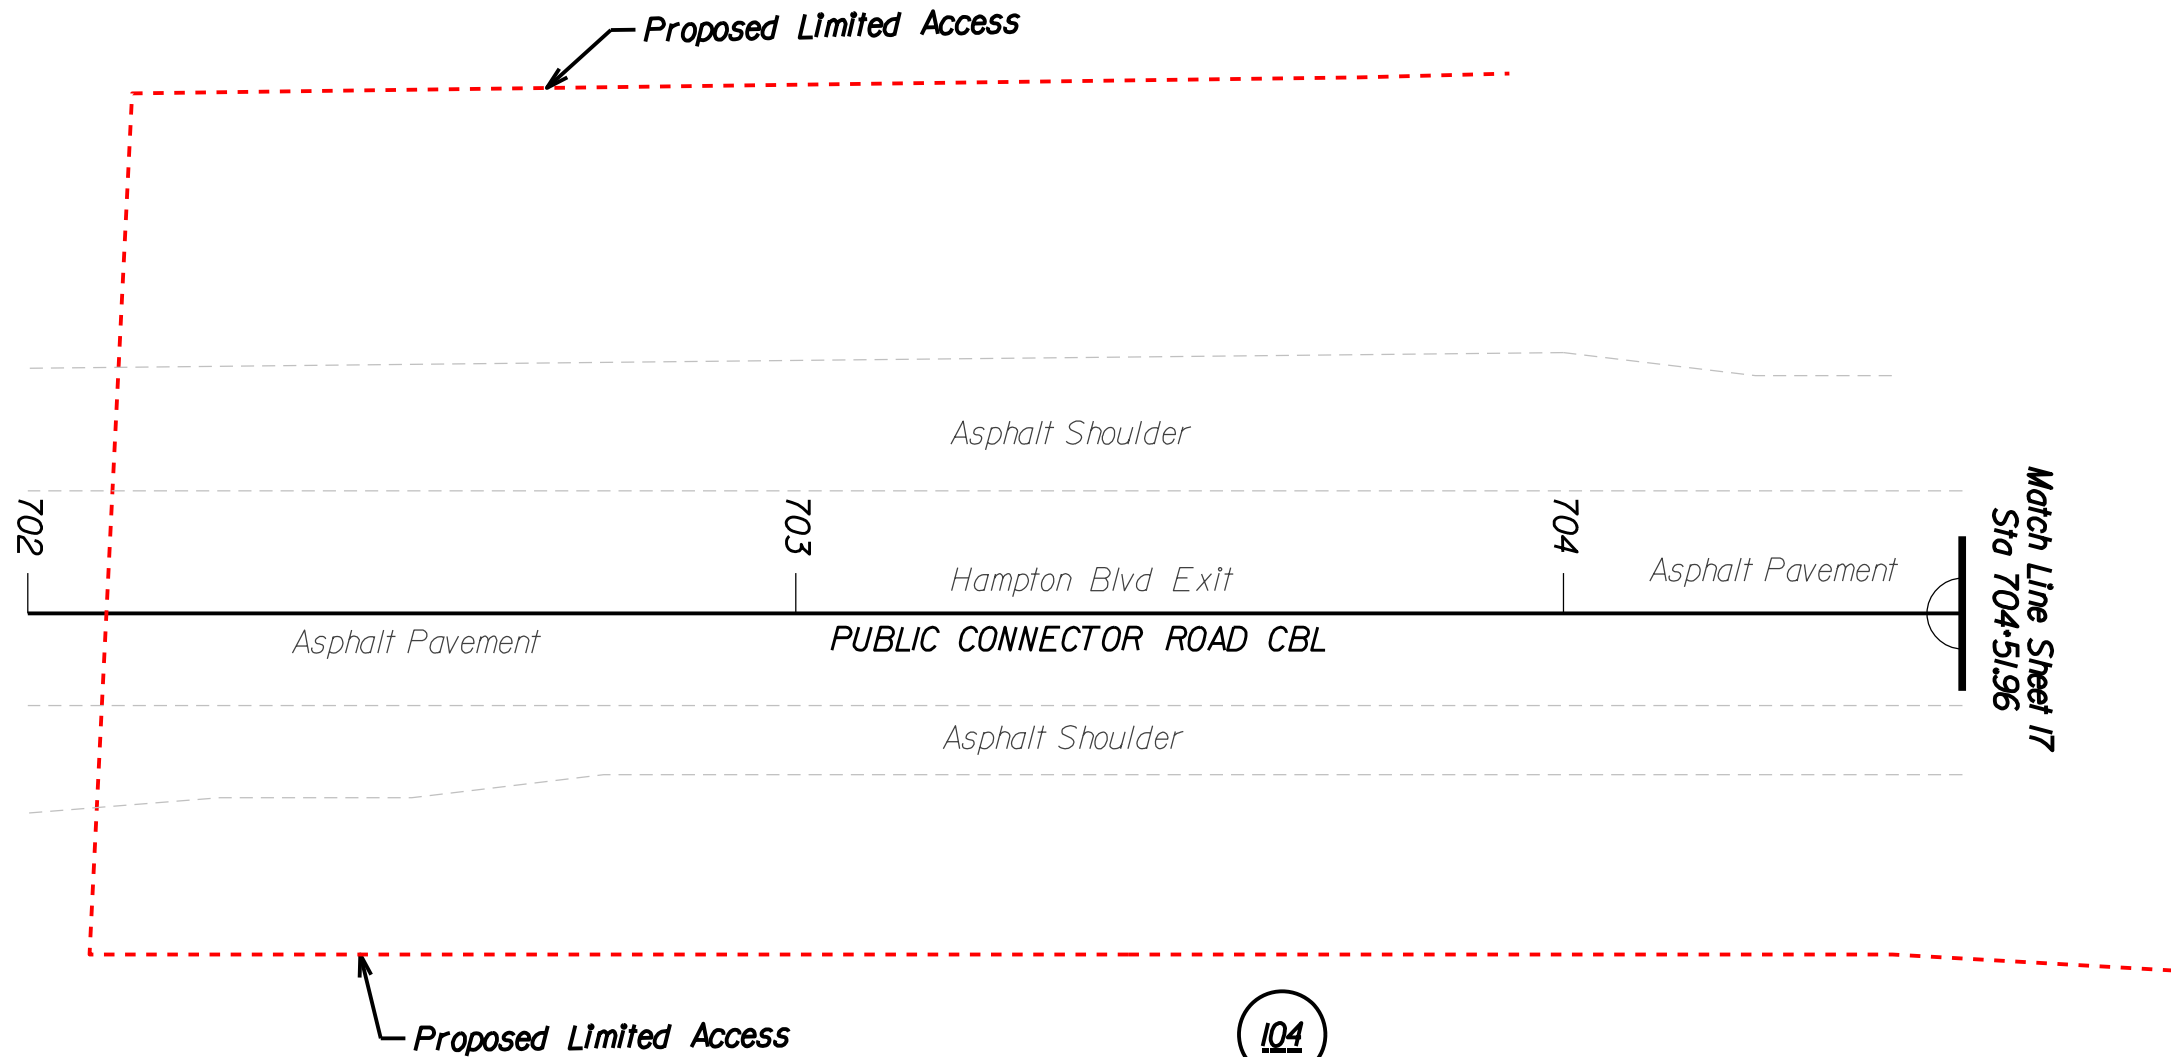 Proposed Limited Access
Asphalt Shoulder
702
703
704
Match Line Sheet 17
Sta 704+51.96
Hampton Blvd Exit
Asphalt Pavement
Asphalt Pavement
PUBLIC CONNECTOR ROAD CBL
Asphalt Shoulder
Proposed Limited Access
104